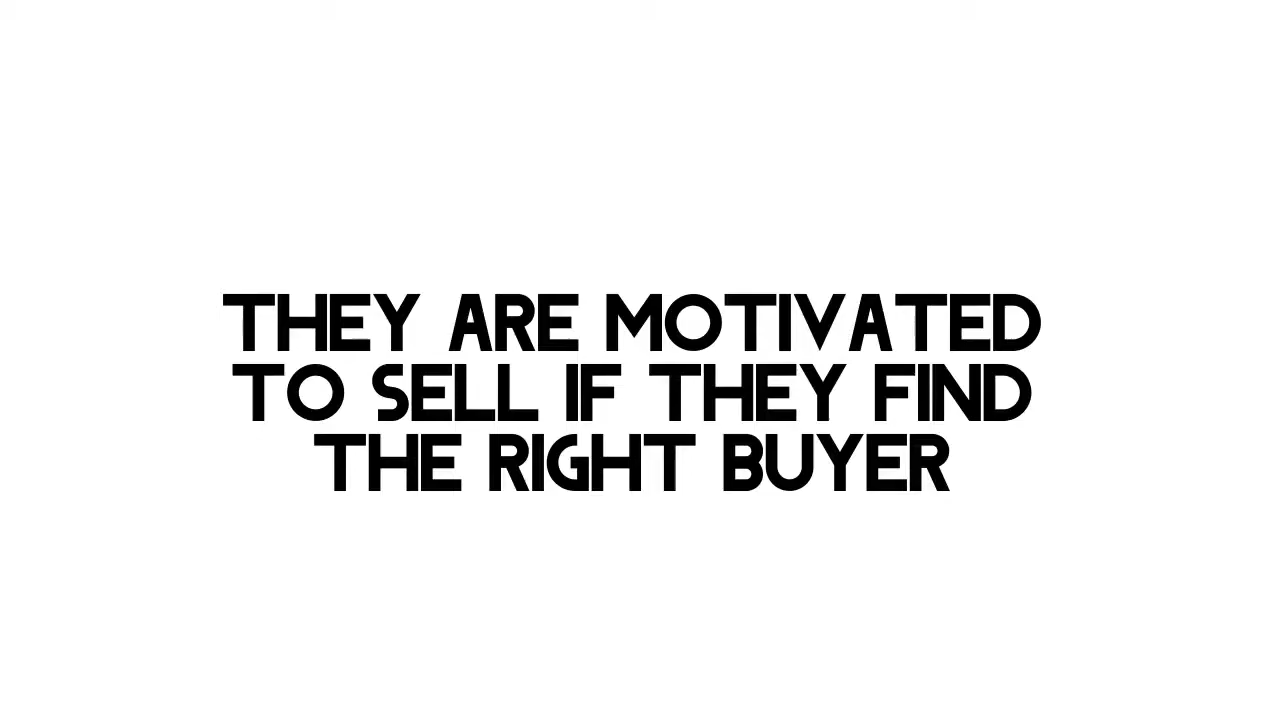 THEY ARE MOTIVATED
TO SELL IF THEY FIND
THE RIGHT BUYER